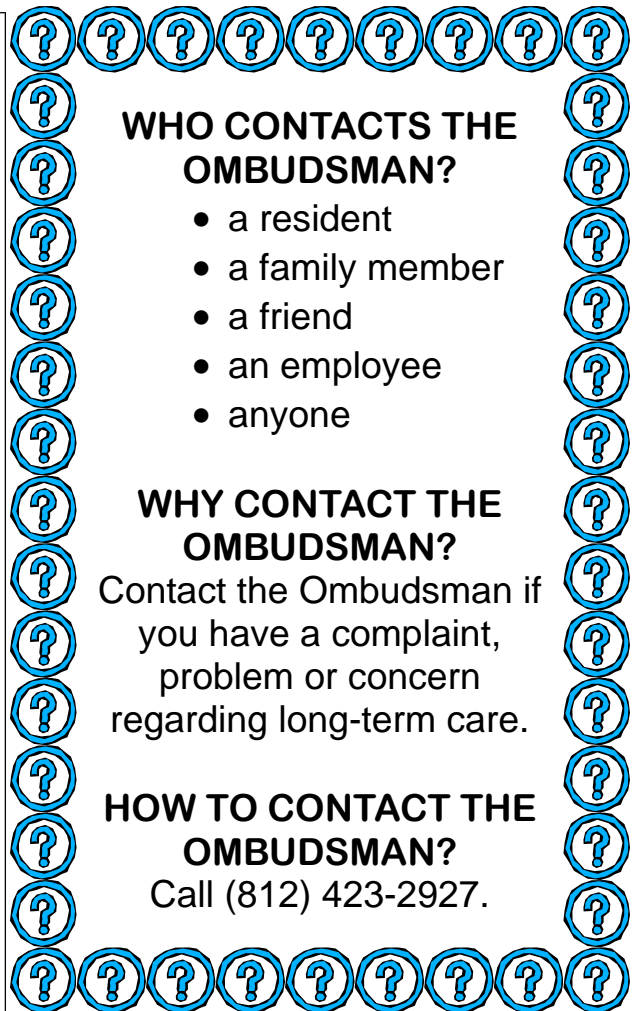 WHO CONTACTS THE
OMBUDSMAN?
• a resident
• a family member
• a friend
• an employee
• anyone
WHY CONTACT THE
OMBUDSMAN?
Contact the Ombudsman if
you have a complaint,
problem or concern
regarding long-term care.
HOW TO CONTACT THE
OMBUDSMAN?
Call (812) 423-2927.